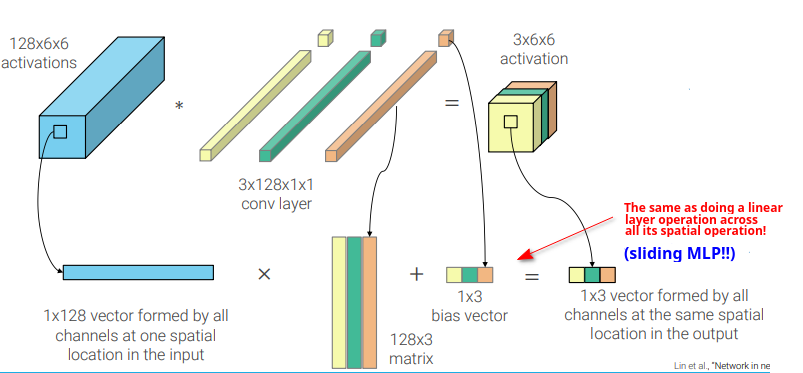 128x6x6
activations
*
=
3x6x6
activation
3x128x1x1
conv layer
The same as doing a linear
layer operation across
all its spatial operation!
(sliding MLP!!)
×
+
=
1x128 vector formed by all
channels at one spatial
location in the input
128x3
matrix
1x3
bias vector
1x3 vector formed by all
channels at the same spatial
location in the output
Lin et al., "Network in ne